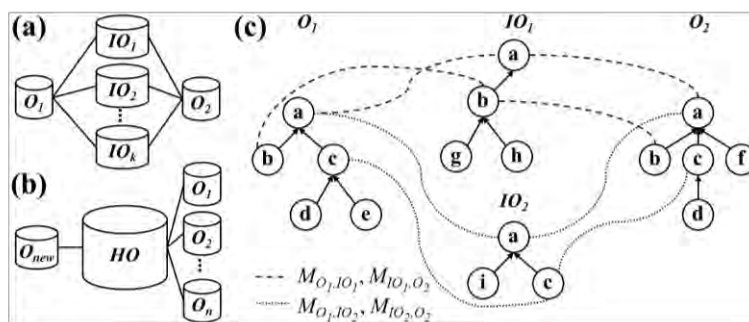 (a)
O1
IO1
IO2
IOk
O2
(b)
Onew
HO
O1
O2
On
(c)
O1
IO1
O2
a
b
c
d
e
a
b
g
h
a
b
c
f
d
IO2
a
i
c
MO1,IO1, MIO1,O2
MO1,IO2, MIO2,O2